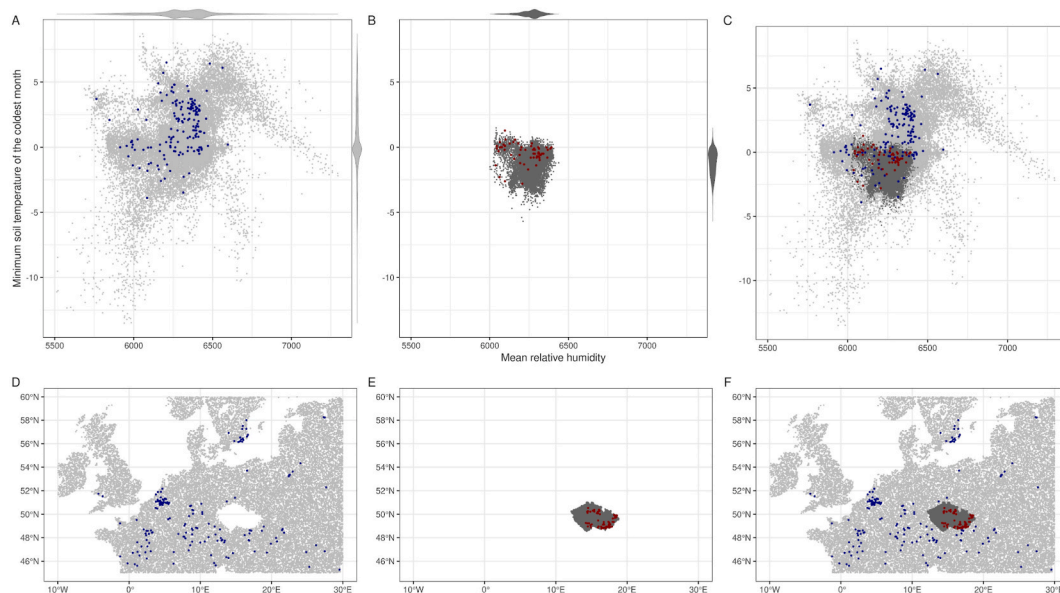 A B C
Minimum soil temperature of the coldest month
5
0
-5
-10
5500 6000 6500 7000
5
0
-5
-10
5500 6000 6500 7000
Mean relative humidity
5
0
-5
-10
5500 6000 6500 7000
D E F
60°N
58°N
56°N
54°N
52°N
50°N
48°N
46°N
10°W 0° 10°E 20°E 30°E
60°N
58°N
56°N
54°N
52°N
50°N
48°N
46°N
10°W 0° 10°E 20°E 30°E
60°N
58°N
56°N
54°N
52°N
50°N
48°N
46°N
10°W 0° 10°E 20°E 30°E